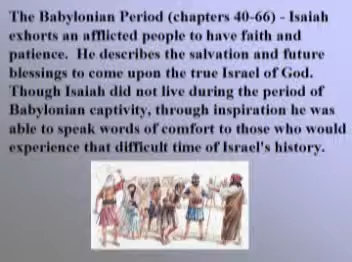 The Babylonian Period (chapters 40-66) - Isaiah
exhorts an afflicted people to have faith and
patience.  He describes the salvation and future
blessings to come upon the true Israel of God.
Though Isaiah did not live during the period of
Babylonian captivity, through inspiration he was
able to speak words of comfort to those who would
experience that difficult time of Israel's history.